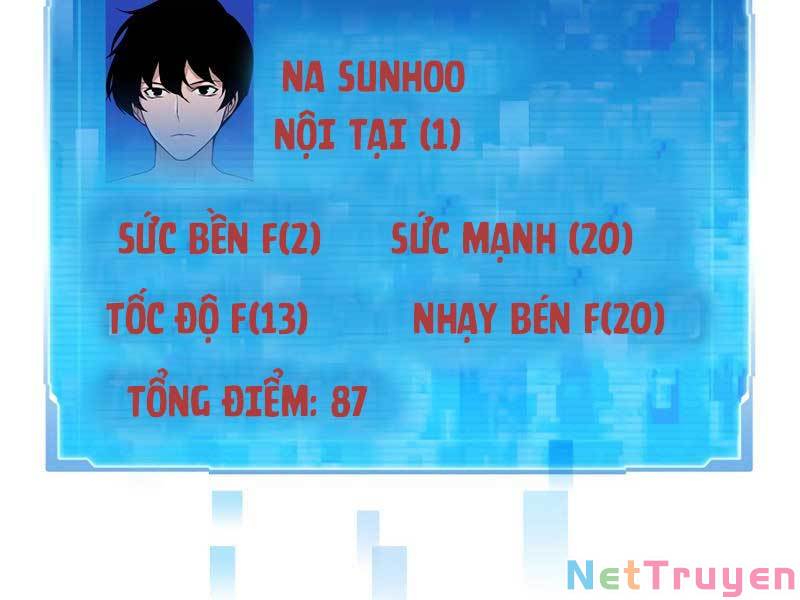 NA SUNHOO
NỘI TẠI (1)
SỨC BỀN F(2) SỨC MẠNH (20)
TỐC ĐỘ F(13) NHẠY BÉN F(20)
TỔNG ĐIỂM: 87
NetTruyen